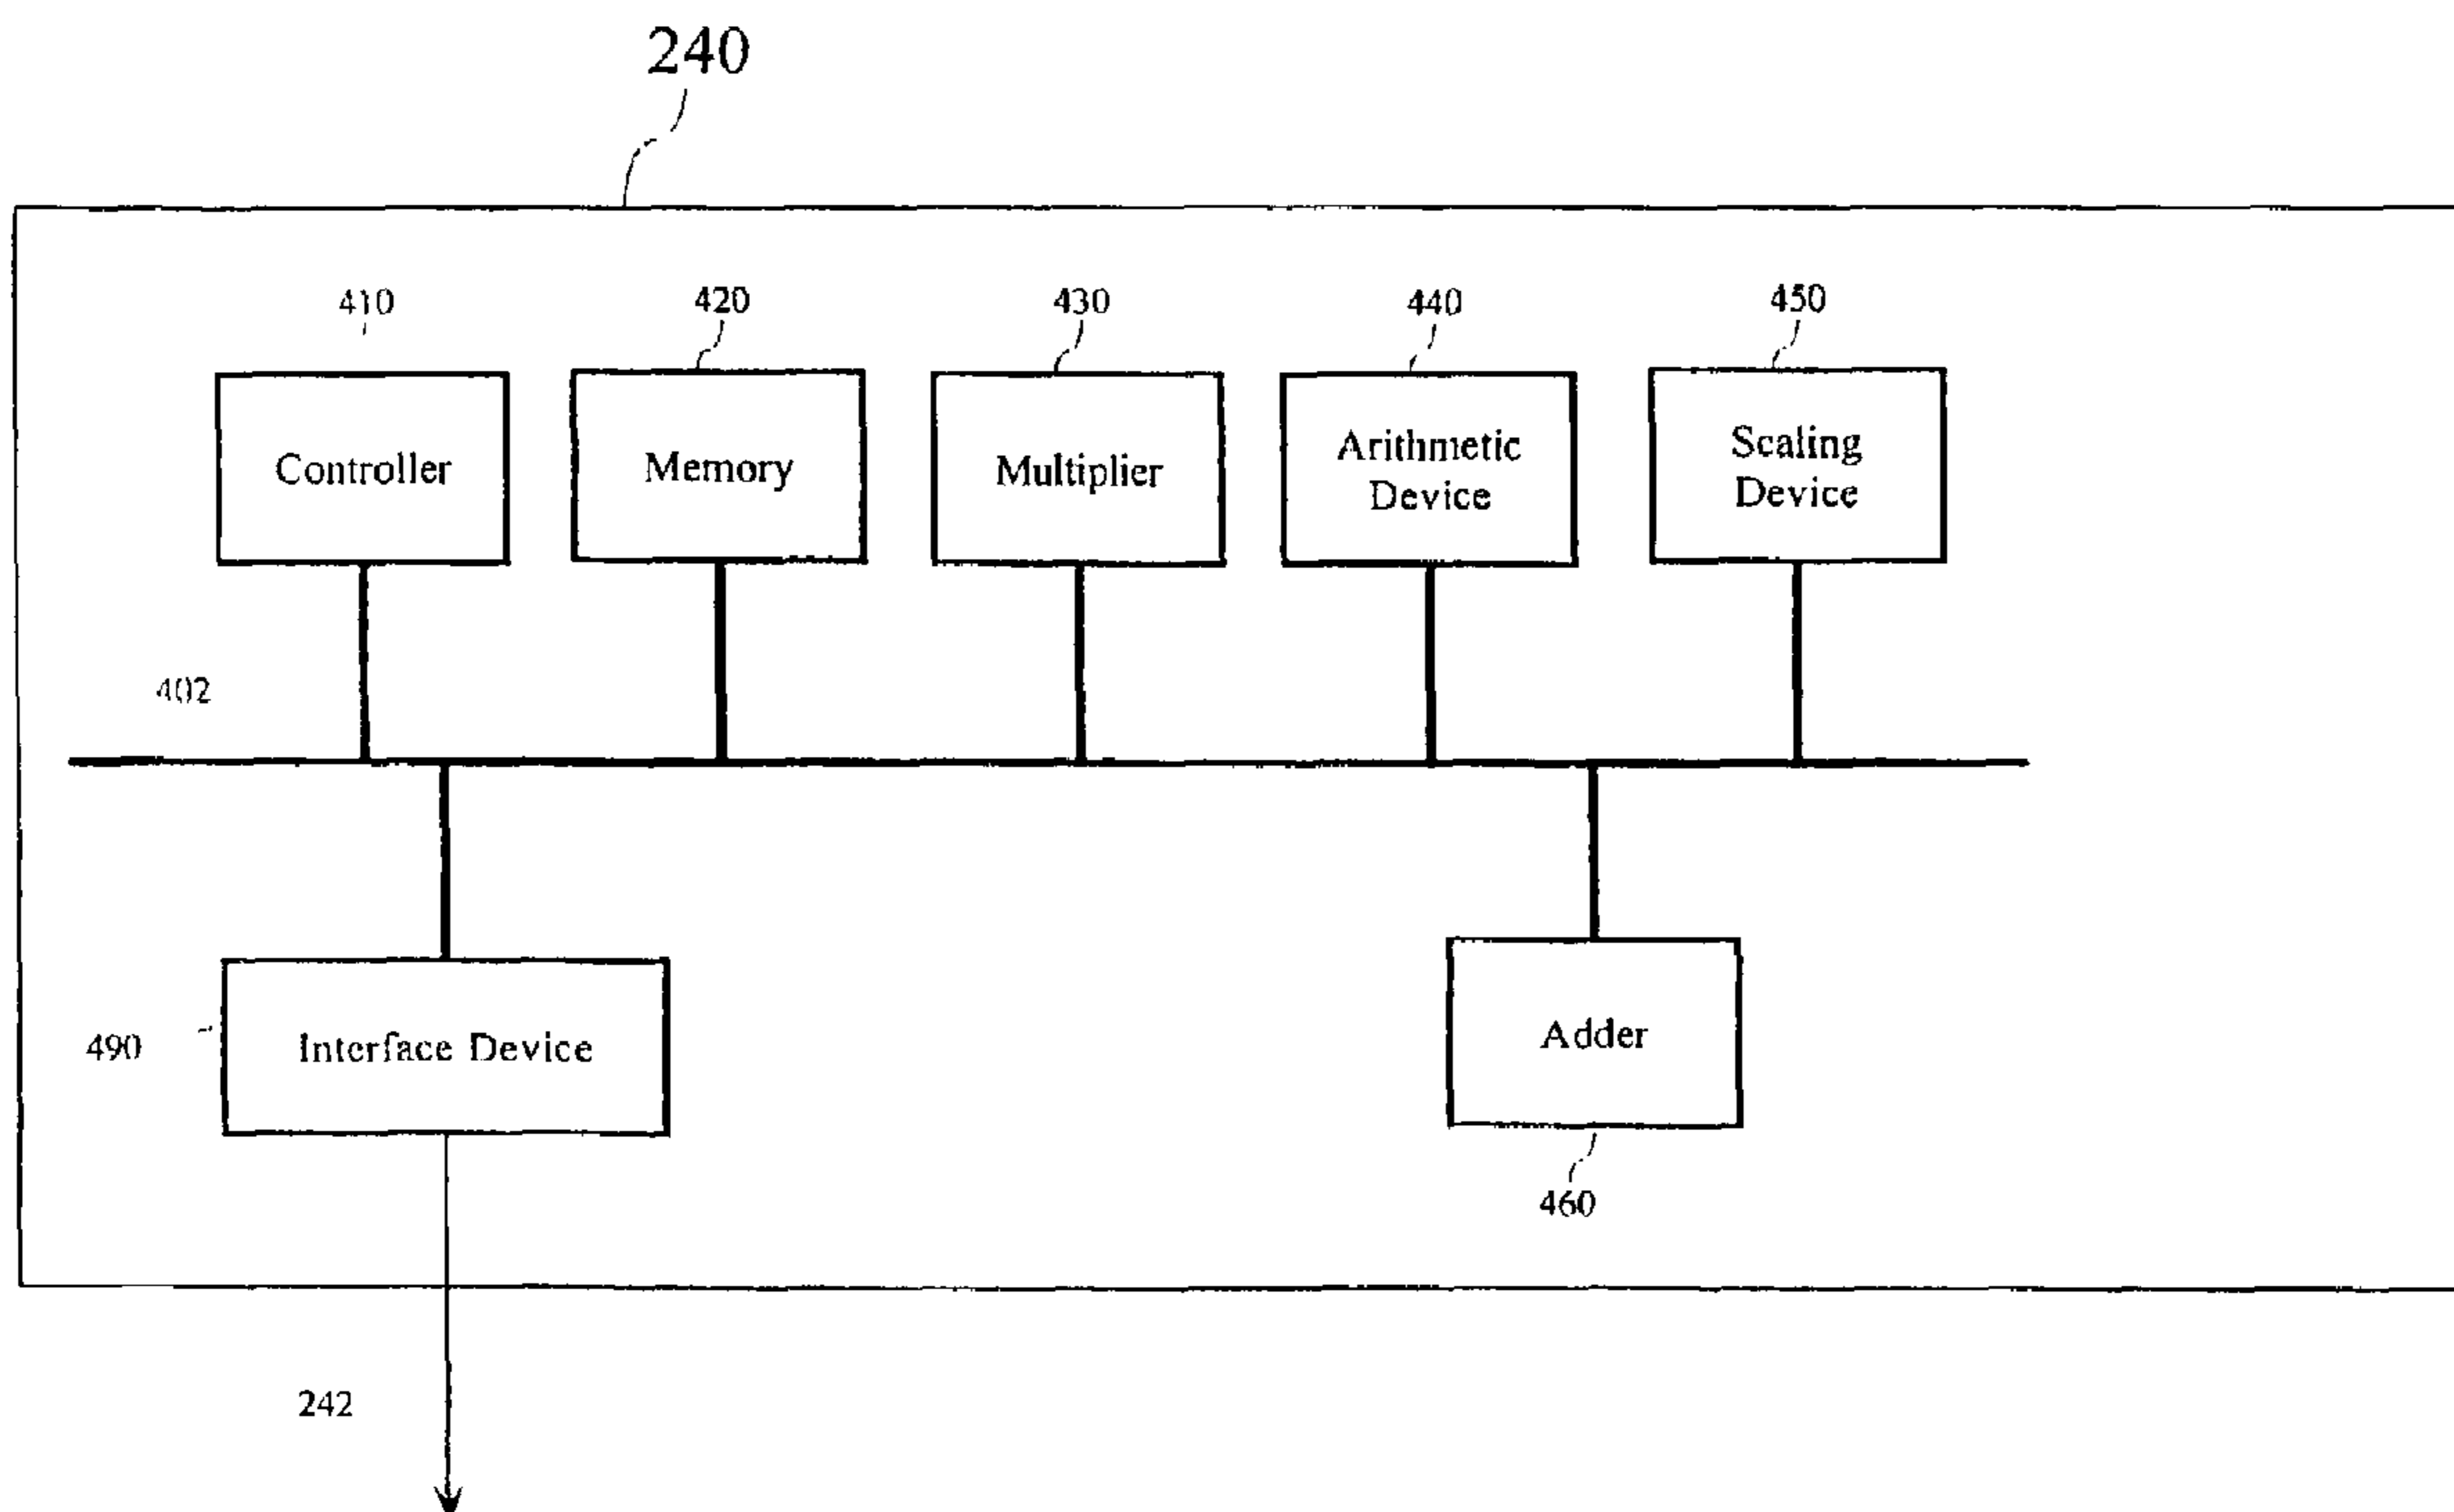 240
410
420
430
440
450
Controller
Memory
Multiplier
Arithmetic
Device
Scaling
Device
402
490
Interface Device
Adder
460
242